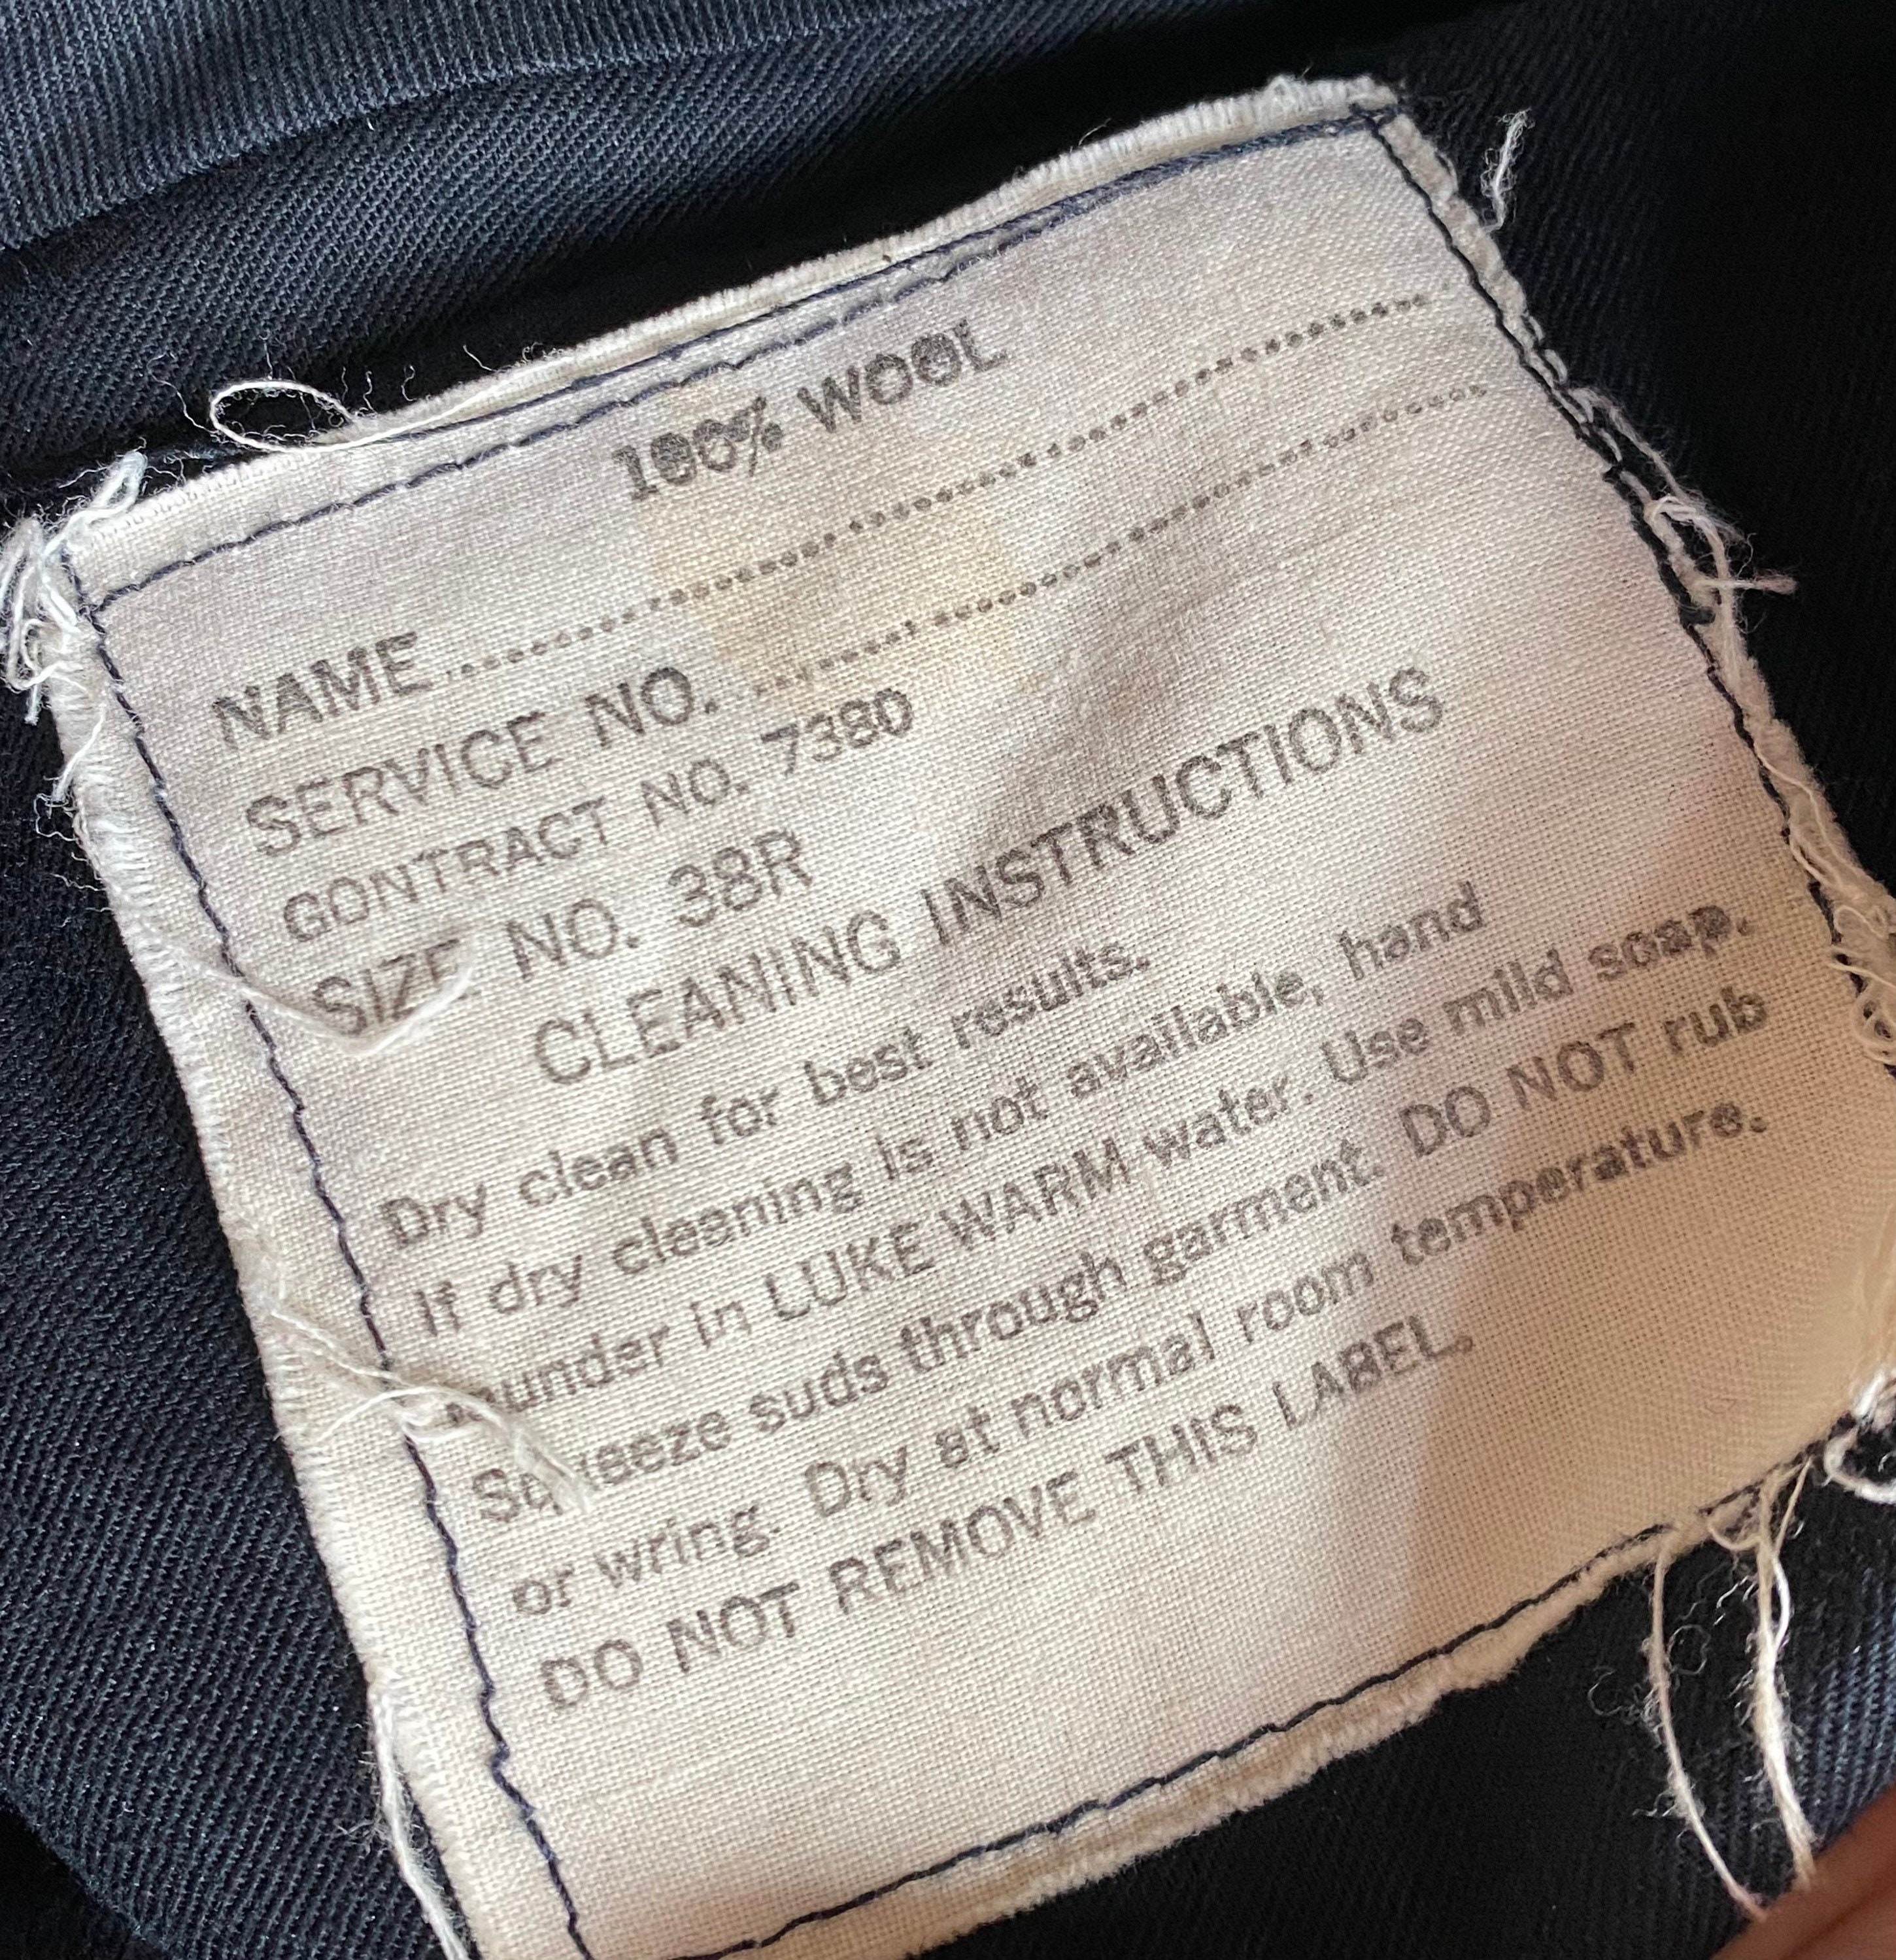 100% WOOL
NAME........................................................
SERVICE NO. ........................................
CONTRACT NO. 7380
SIZE NO. 38R
CLEANING INSTRUCTIONS
Dry clean for best results.
If dry cleaning is not available, hand
launder in LUKE WARM water. Use mild soap.
Squeeze suds through garment. DO NOT rub
or wring. Dry at normal room temperature.
DO NOT REMOVE THIS LABEL.